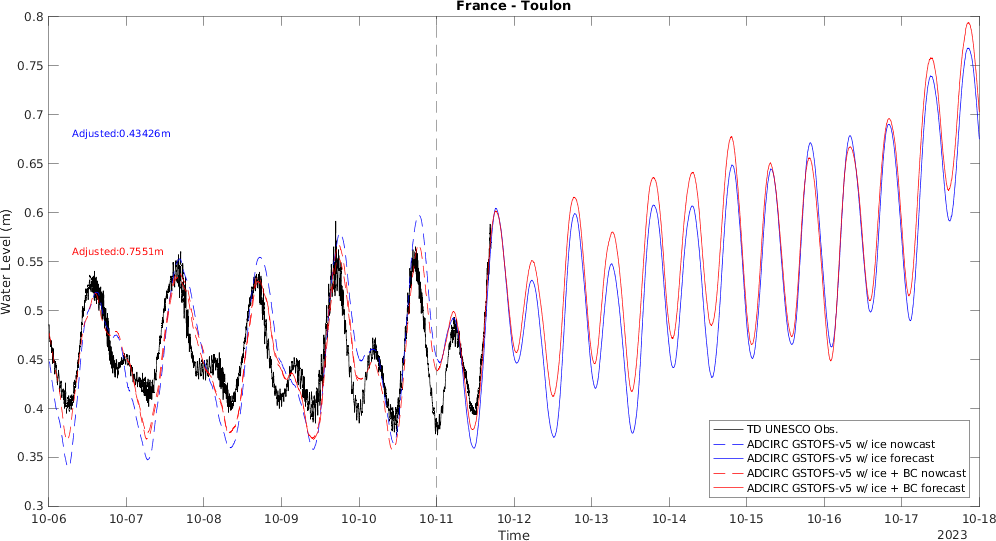 France - Toulon
0.8
0.75
0.7
0.65
0.6
0.55
0.5
0.45
0.4
0.35
0.3
Water Level (m)
Adjusted:0.43426m
Adjusted:0.7551m
TD UNESCO Obs.
ADCIRC GSTOFS-v5 w/ ice nowcast
ADCIRC GSTOFS-v5 w/ ice forecast
ADCIRC GSTOFS-v5 w/ ice + BC nowcast
ADCIRC GSTOFS-v5 w/ ice + BC forecast
10-06 10-07 10-08 10-09 10-10 10-11 10-12 10-13 10-14 10-15 10-16 10-17 10-18
Time
2023